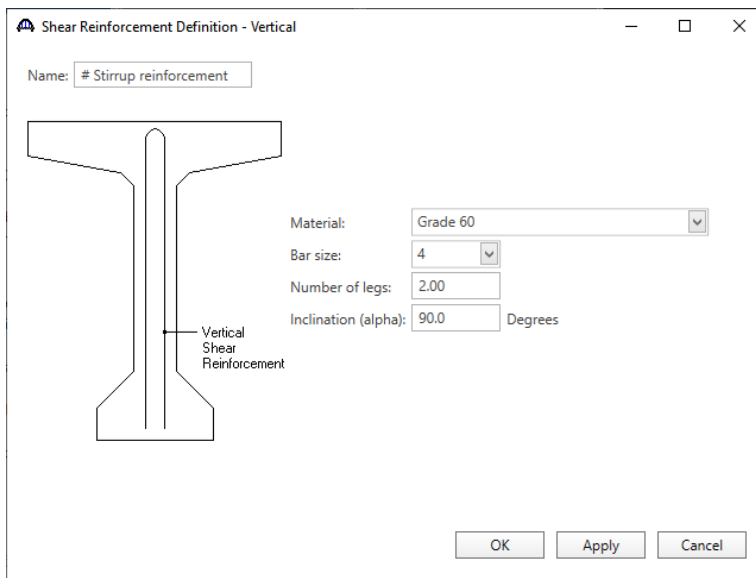 Shear Reinforcement Definition - Vertical
Name: # Stirrup reinforcement
Material: Grade 60
Bar size: 4
Number of legs: 2.00
Inclination (alpha): 90.0 Degrees
Vertical
Shear
Reinforcement
OK Apply Cancel